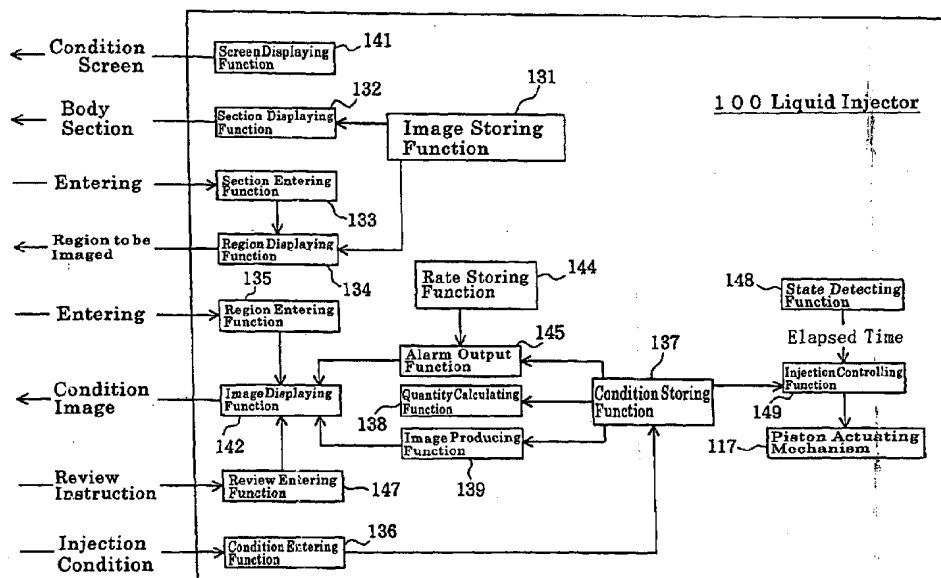 Condition
Screen
Screen Displaying
Function
141
Body
Section
Section Displaying
Function
132
Image Storing
Function
131
100 Liquid Injector
Entering
Section Entering
Function
133
Region to be
Imaged
Region Displaying
Function
134
135
Entering
Region Entering
Function
Rate Storing
Function
144
148
State Detecting
Function
Elapsed Time
Alarm Output
Function
145
137
Condition Storing
Function
Injection Controlling
Function
149
Condition
Image
Image Displaying
Function
142
Quantity Calculating
Function
138
Image Producing
Function
139
Piston Actuating
Mechanism
117
Review
Instruction
Review Entering
Function
147
Injection
Condition
Condition Entering
Function
136